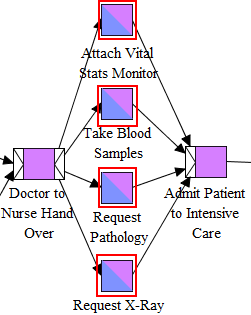 Attach Vital
Stats Monitor
Take Blood
Samples
Doctor to
Nurse Hand
Over
Admit Patient
to Intensive
Care
Request
Pathology
Request X-Ray